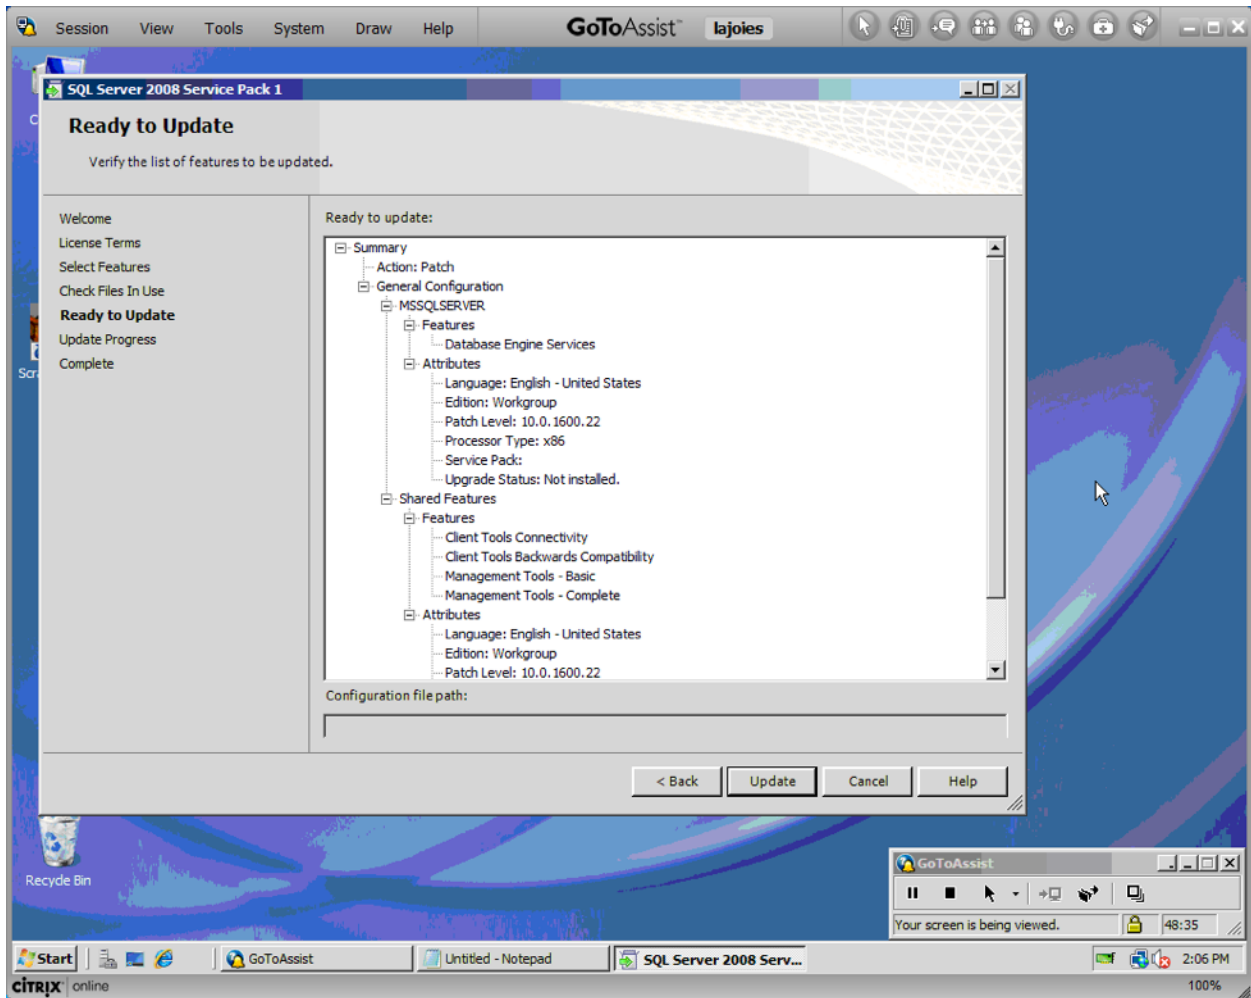 Session View Tools System Draw Help GoToAssist™ lajoies
SQL Server 2008 Service Pack 1
Ready to Update
Verify the list of features to be updated.
Welcome
License Terms
Select Features
Check Files In Use
Ready to Update
Update Progress
Complete
Ready to update:
Summary
Action: Patch
General Configuration
MSSQLSERVER
Features
Database Engine Services
Attributes
Language: English - United States
Edition: Workgroup
Patch Level: 10.0.1600.22
Processor Type: x86
Service Pack:
Upgrade Status: Not installed.
Shared Features
Features
Client Tools Connectivity
Client Tools Backwards Compatibility
Management Tools - Basic
Management Tools - Complete
Attributes
Language: English - United States
Edition: Workgroup
Patch Level: 10.0.1600.22
Configuration file path:
< Back Update Cancel Help
Recycle Bin
GoToAssist
Your screen is being viewed. 48:35
Start GoToAssist Untitled - Notepad SQL Server 2008 Serv... 2:06 PM
CITRIX online 100%